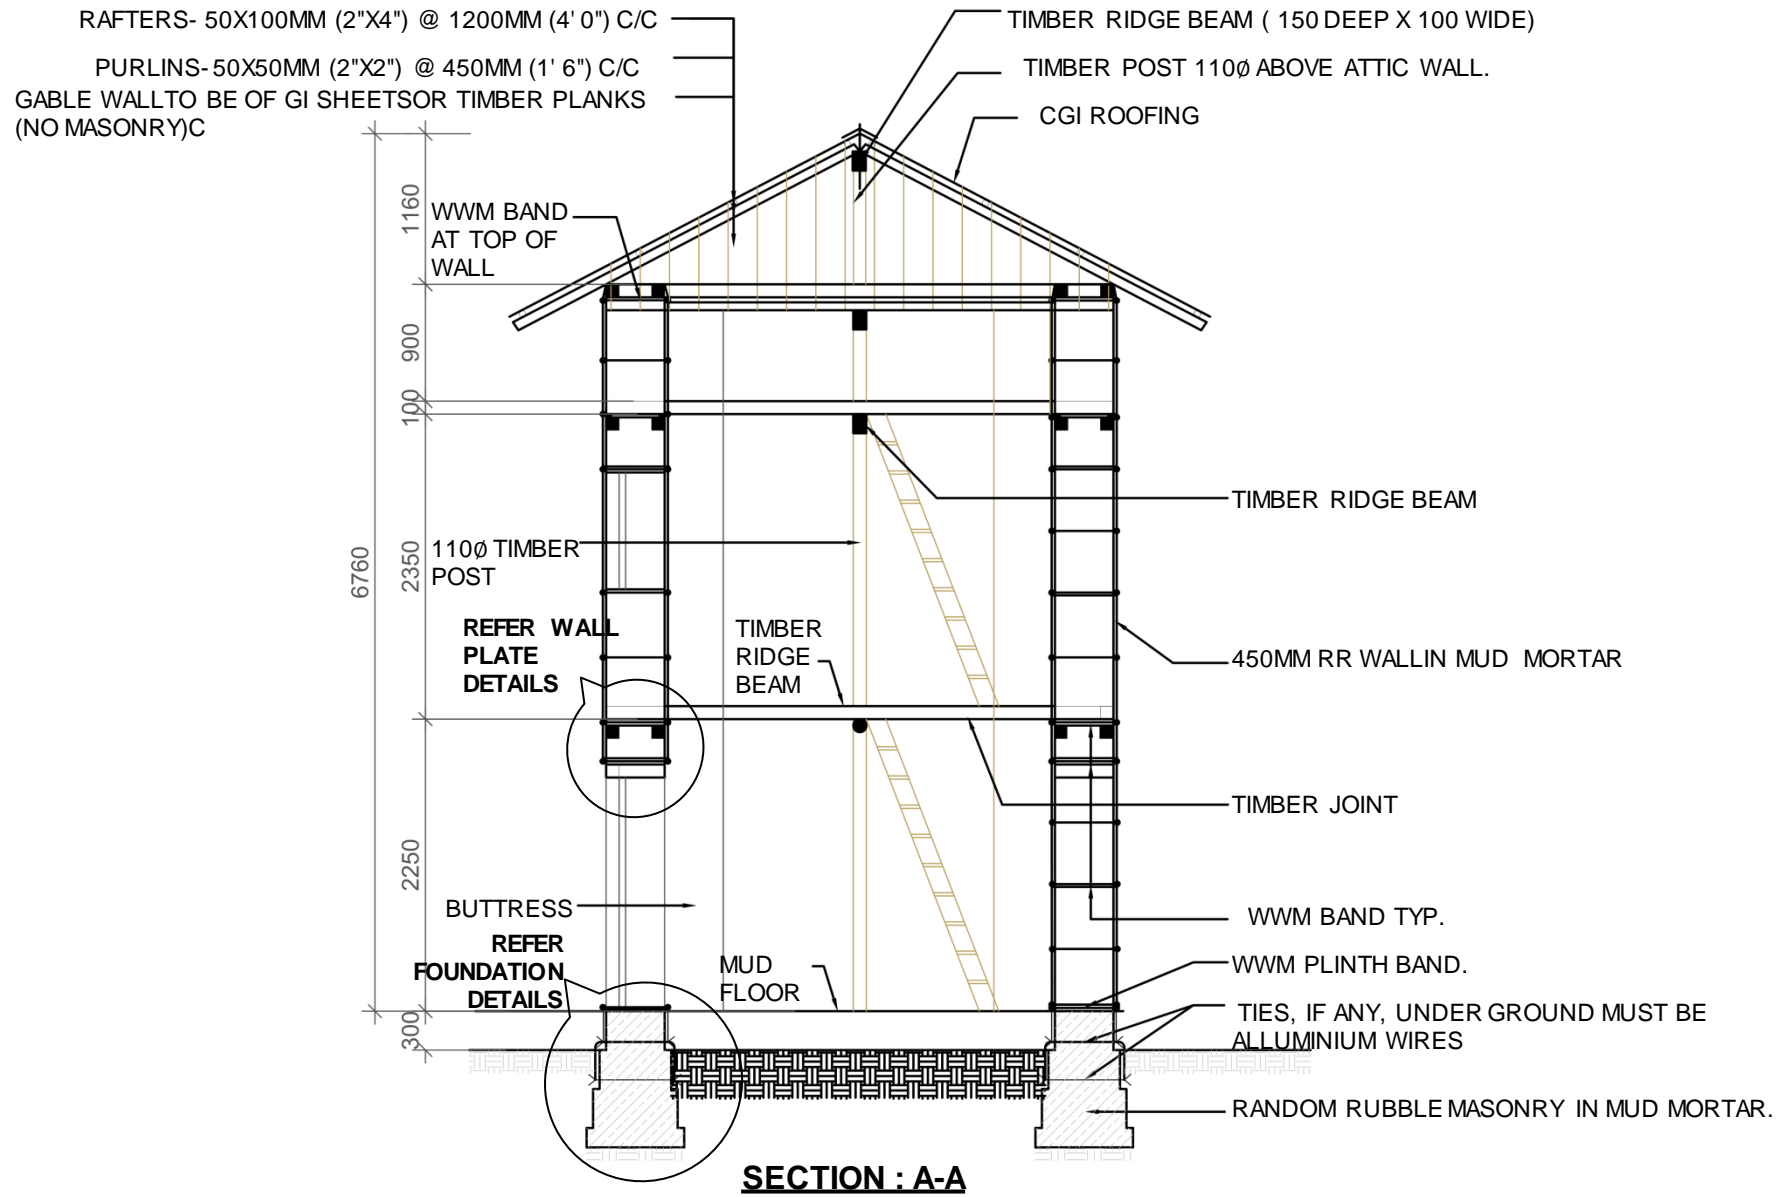 RAFTERS- 50X100MM (2"X4") @ 1200MM (4' 0") C/C
PURLINS- 50X50MM (2"X2") @ 450MM (1' 6") C/C
GABLE WALLTO BE OF GI SHEETSOR TIMBER PLANKS
(NO MASONRY)C
TIMBER RIDGE BEAM ( 150 DEEP X 100 WIDE)
TIMBER POST 110Ø ABOVE ATTIC WALL.
CGI ROOFING
WWM BAND
AT TOP OF
WALL
1160
900
100
2350
6760
2250
300
110Ø TIMBER
POST
REFER WALL
PLATE
DETAILS
TIMBER
RIDGE
BEAM
TIMBER RIDGE BEAM
450MM RR WALLIN MUD MORTAR
TIMBER JOINT
BUTTRESS
REFER
FOUNDATION
DETAILS
MUD
FLOOR
WWM BAND TYP.
WWM PLINTH BAND.
TIES, IF ANY, UNDER GROUND MUST BE
ALLUMINIUM WIRES
RANDOM RUBBLE MASONRY IN MUD MORTAR.
SECTION : A-A